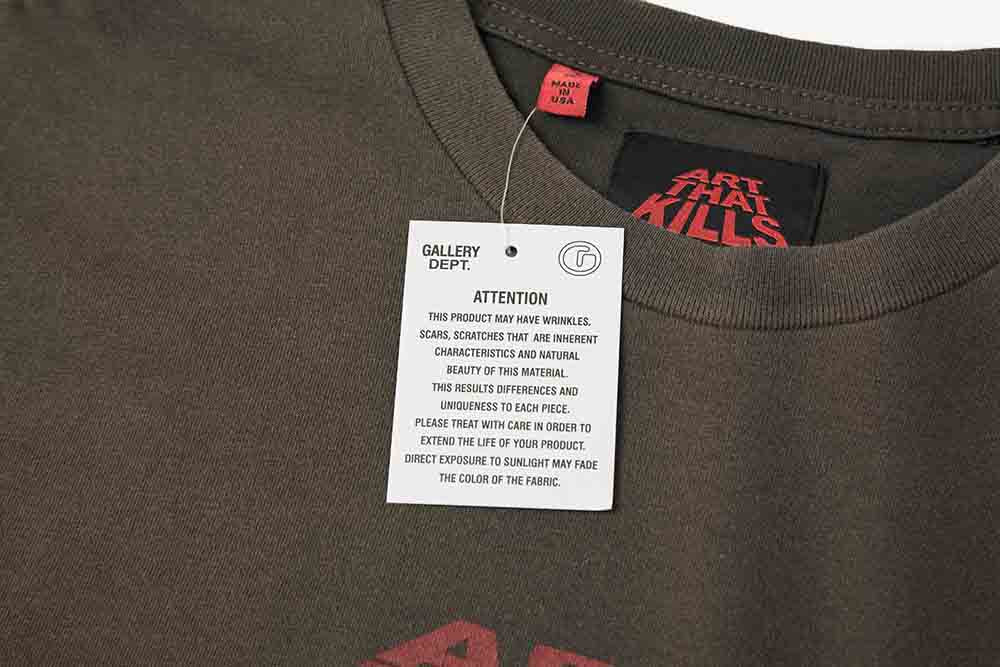 MADE
IN
USA
ART
THAT
KILLS
GALLERY
DEPT.
G
ATTENTION
THIS PRODUCT MAY HAVE WRINKLES.
SCARS, SCRATCHES THAT ARE INHERENT
CHARACTERISTICS AND NATURAL
BEAUTY OF THIS MATERIAL.
THIS RESULTS DIFFERENCES AND
UNIQUENESS TO EACH PIECE.
PLEASE TREAT WITH CARE IN ORDER TO
EXTEND THE LIFE OF YOUR PRODUCT.
DIRECT EXPOSURE TO SUNLIGHT MAY FADE
THE COLOR OF THE FABRIC.